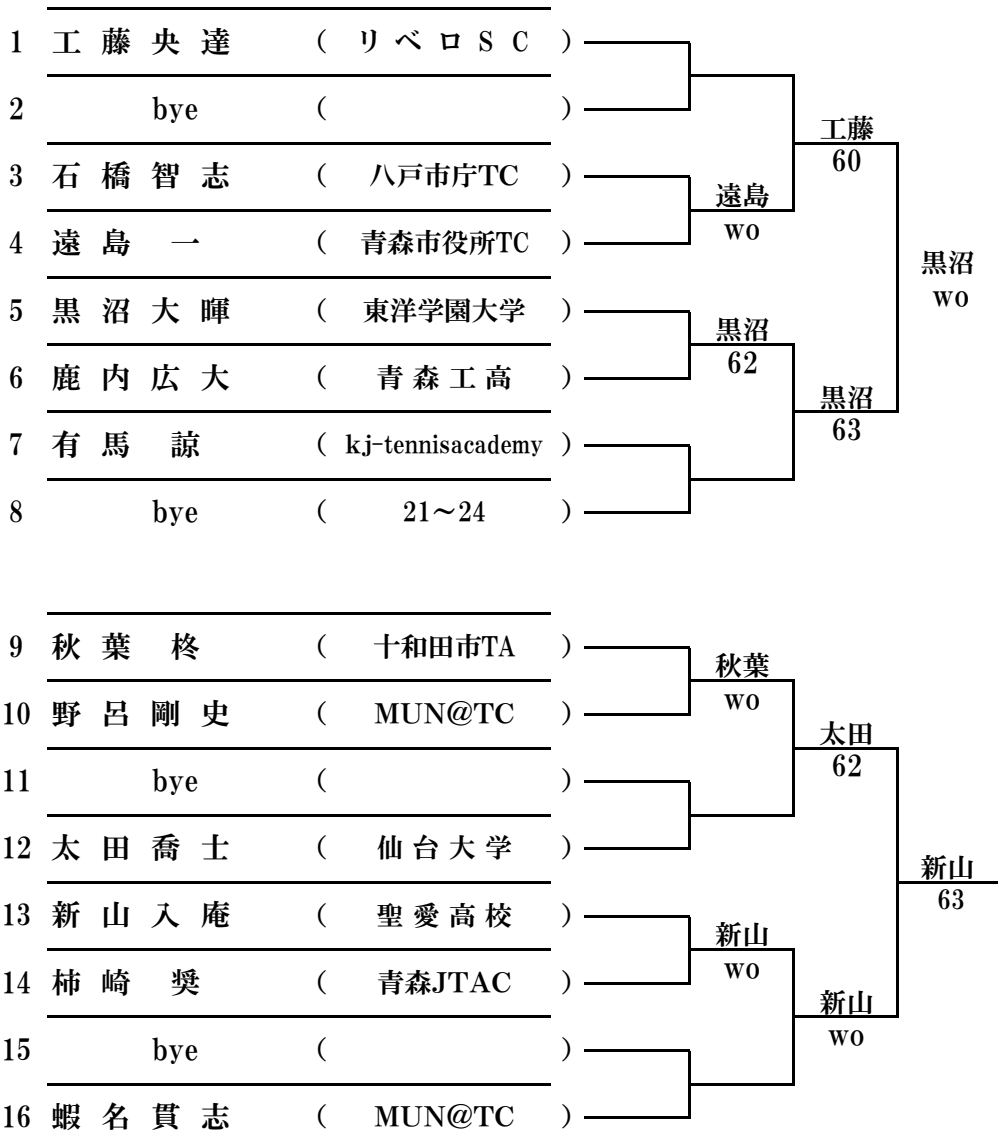 1 工藤央達 ( リベロSC )
2 bye ( )
工藤
60
3 石橋智志 ( 八戸市庁TC )
遠島
wo
4 遠島一 ( 青森市役所TC )
黒沼
wo
5 黒沼大暉 ( 東洋学園大学 )
黒沼
62
6 鹿内広大 ( 青森工高 )
黒沼
63
7 有馬諒 ( kj-tennisacademy )
8 bye ( 21～24 )
9 秋葉柊 ( 十和田市TA )
秋葉
wo
10 野呂剛史 ( MUN@TC )
太田
62
11 bye ( )
12 太田喬士 ( 仙台大学 )
新山
63
13 新山入庵 ( 聖愛高校 )
新山
wo
14 柿崎奨 ( 青森JTAC )
新山
wo
15 bye ( )
16 蝦名貫志 ( MUN@TC )